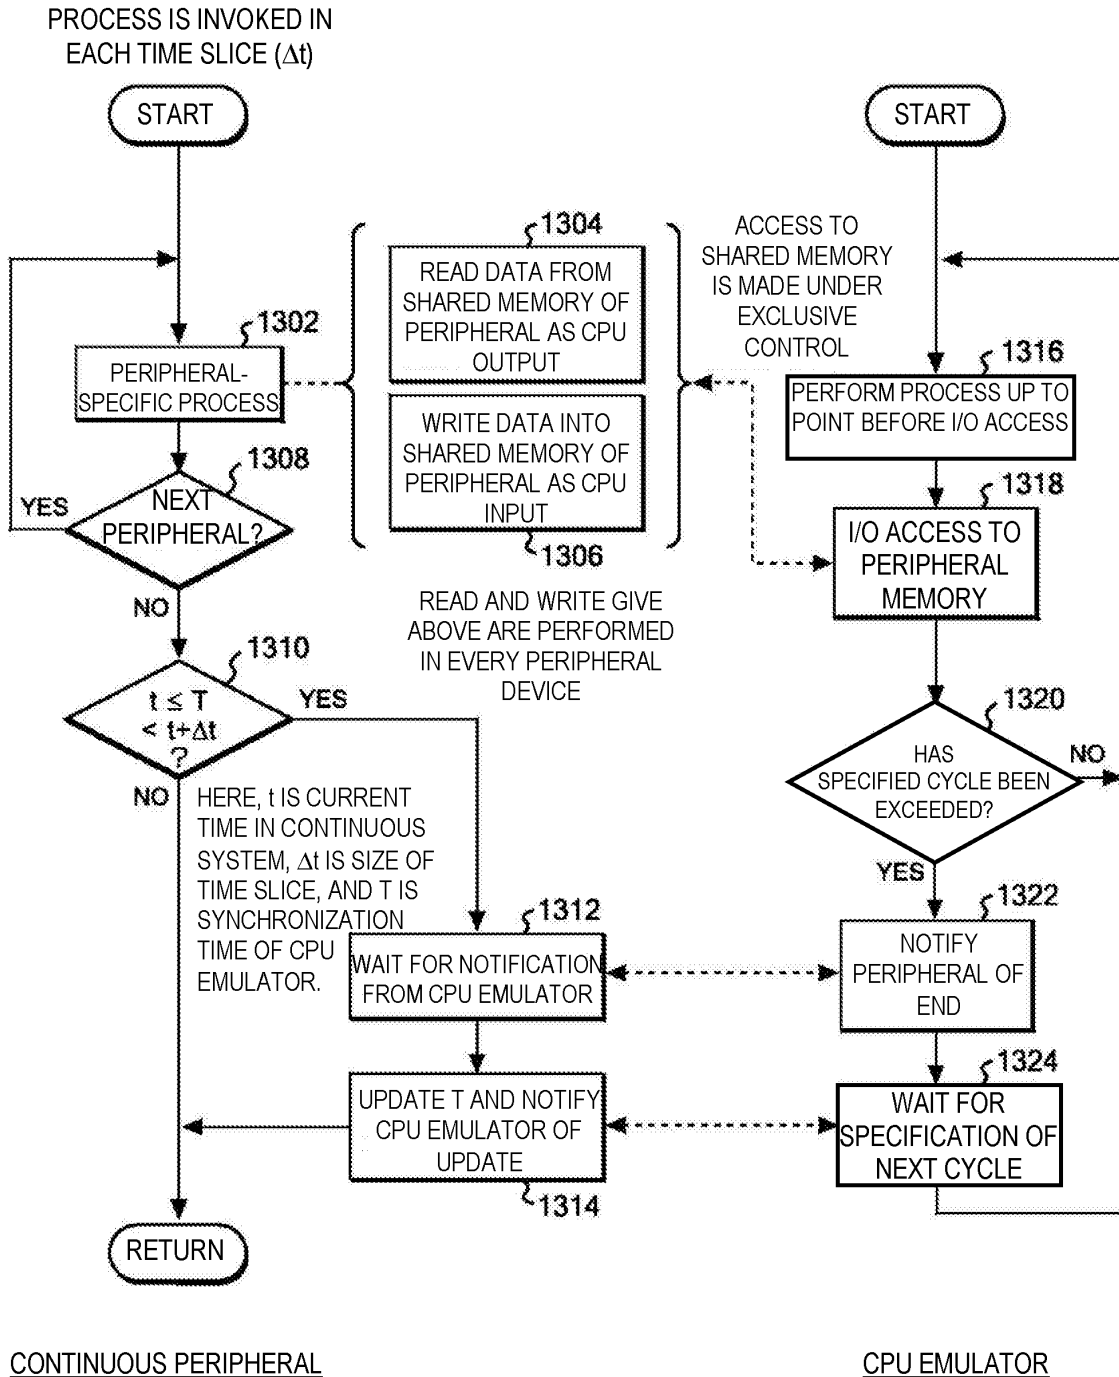 PROCESS IS INVOKED IN
EACH TIME SLICE (Δt)
START
1302
PERIPHERAL-
SPECIFIC PROCESS
1308
NEXT
PERIPHERAL?
YES
NO
1310
t ≤ T
< t+Δt
?
YES
NO
HERE, t IS CURRENT
TIME IN CONTINUOUS
SYSTEM, Δt IS SIZE OF
TIME SLICE, AND T IS
SYNCHRONIZATION
TIME OF CPU
EMULATOR.
1304
READ DATA FROM
SHARED MEMORY OF
PERIPHERAL AS CPU
OUTPUT
WRITE DATA INTO
SHARED MEMORY OF
PERIPHERAL AS CPU
INPUT
1306
READ AND WRITE GIVE
ABOVE ARE PERFORMED
IN EVERY PERIPHERAL
DEVICE
ACCESS TO
SHARED MEMORY
IS MADE UNDER
EXCLUSIVE
CONTROL
1312
WAIT FOR NOTIFICATION
FROM CPU EMULATOR
UPDATE T AND NOTIFY
CPU EMULATOR OF
UPDATE
1314
RETURN
START
1316
PERFORM PROCESS UP TO
POINT BEFORE I/O ACCESS
1318
I/O ACCESS TO
PERIPHERAL
MEMORY
1320
HAS
SPECIFIED CYCLE BEEN
EXCEEDED?
NO
YES
1322
NOTIFY
PERIPHERAL OF
END
1324
WAIT FOR
SPECIFICATION OF
NEXT CYCLE
CONTINUOUS PERIPHERAL
CPU EMULATOR